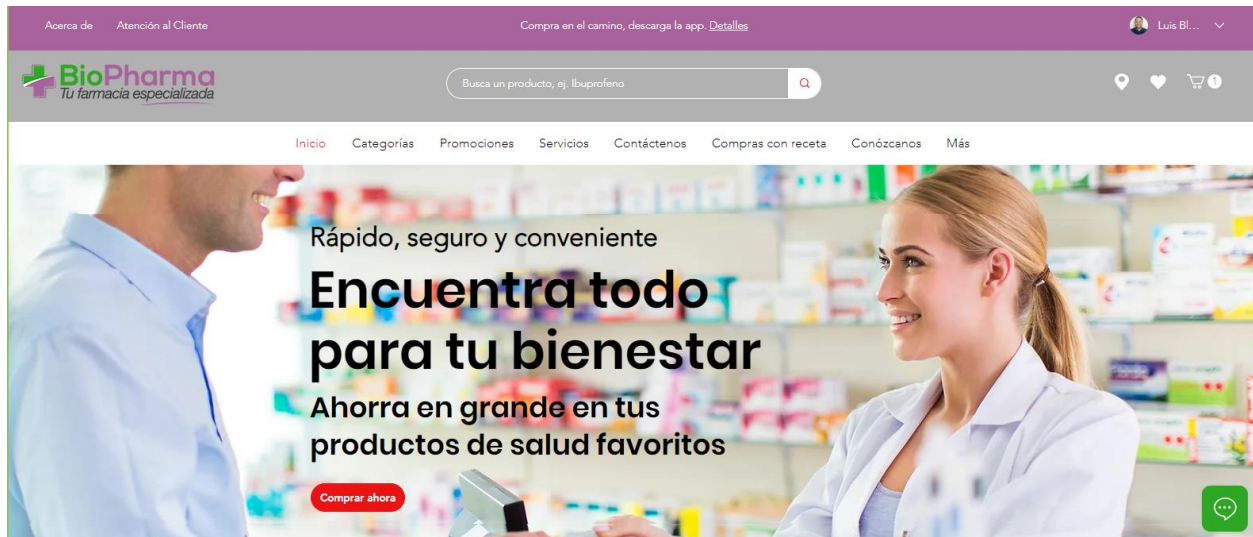 Acerca de Atención al Cliente Compra en el camino, descarga la app. Detalles Luis Bl...
BioPharma
Tu farmacia especializada
Busca un producto, ej. Ibuprofeno
1
Inicio Categorías Promociones Servicios Contáctenos Compras con receta Conózcanos Más
Rápido, seguro y conveniente
Encuentra todo
para tu bienestar
Ahorra en grande en tus
productos de salud favoritos
Comprar ahora